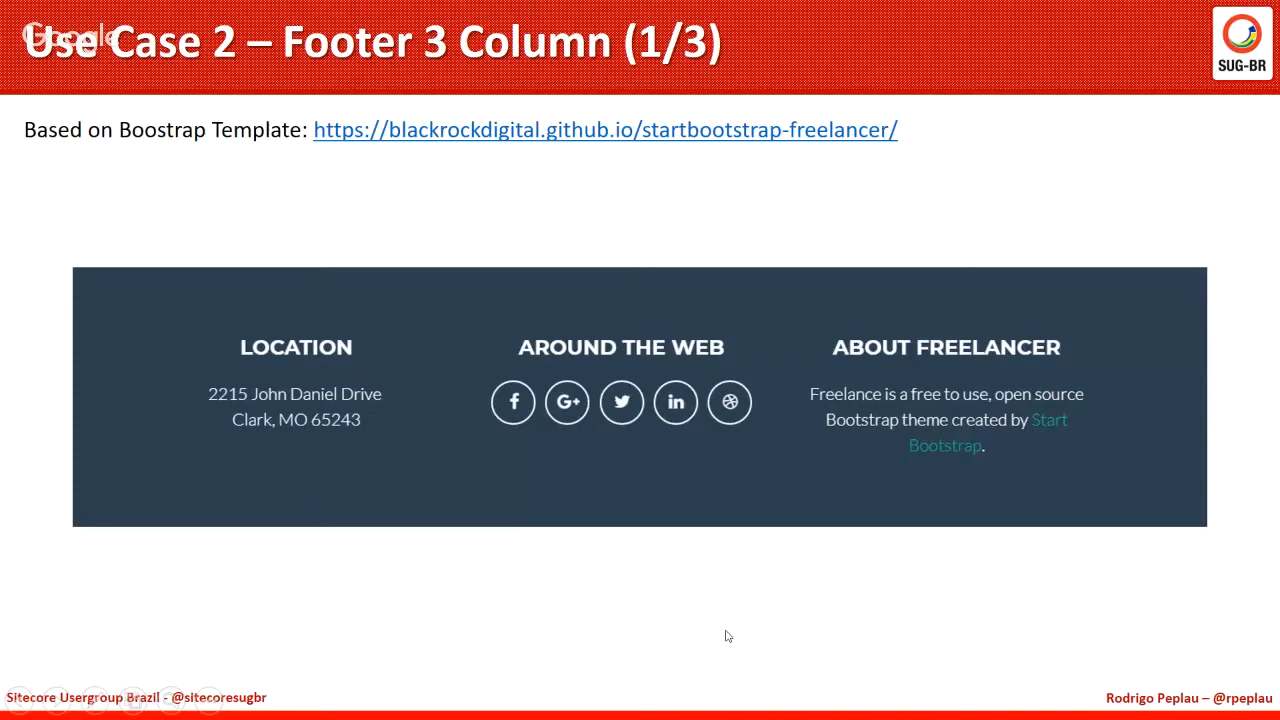 Google
Use Case 2 – Footer 3 Column (1/3)
SUG-BR
Based on Boostrap Template: https://blackrockdigital.github.io/startbootstrap-freelancer/
LOCATION
2215 John Daniel Drive
Clark, MO 65243
AROUND THE WEB
f G+ in
ABOUT FREELANCER
Freelance is a free to use, open source
Bootstrap theme created by Start
Bootstrap.
Sitecore Usergroup Brazil - @sitecoresugbr
Rodrigo Peplau – @rpeplau